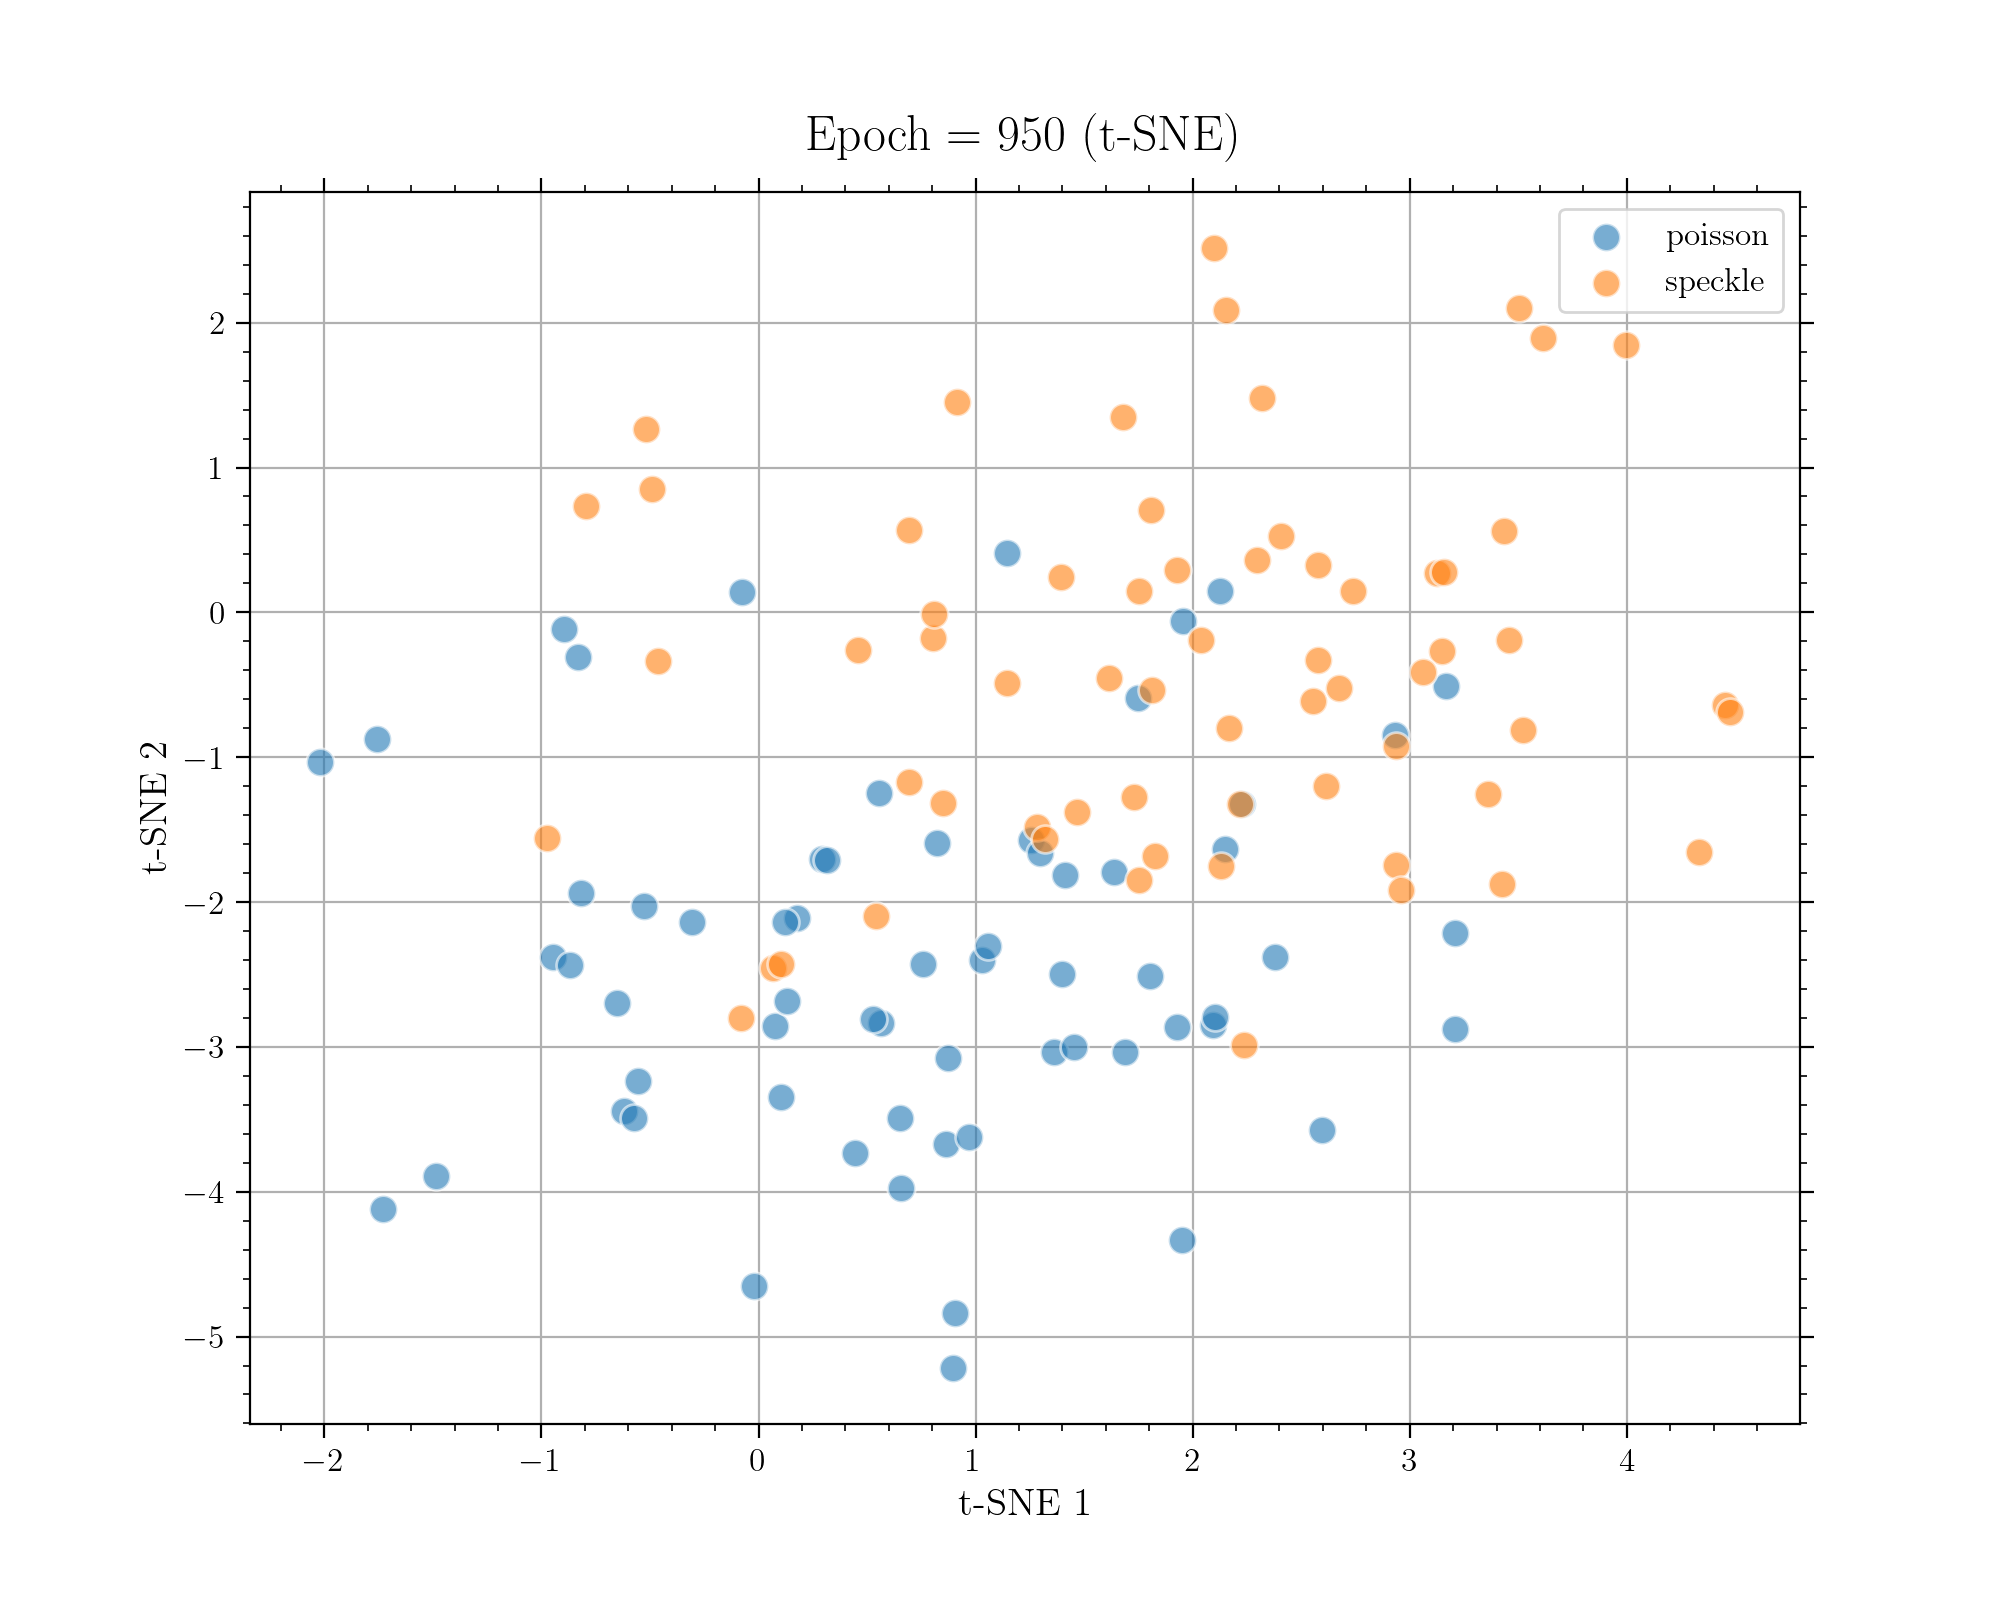 Epoch = 950 (t-SNE)
poisson
speckle
2
1
0
−1
−2
−3
−4
−5
t-SNE 2
−2 −1 0 1 2 3 4
t-SNE 1